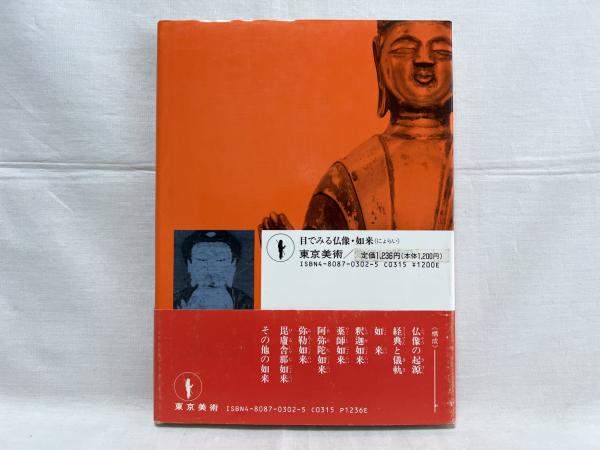 目でみる仏像・如来(にょらい)
東京美術/定価1,236円(本体1,200円)
ISBN4-8087-0302-5 C0315 ¥1200E
〈構成〉
仏像の起源
経典と儀軌
如来
釈迦如来
薬師如来
阿弥陀如来
弥勒如来
毘盧舎那如来
その他の如来
東京美術 ISBN4-8087-0302-5 C0315 P1236E